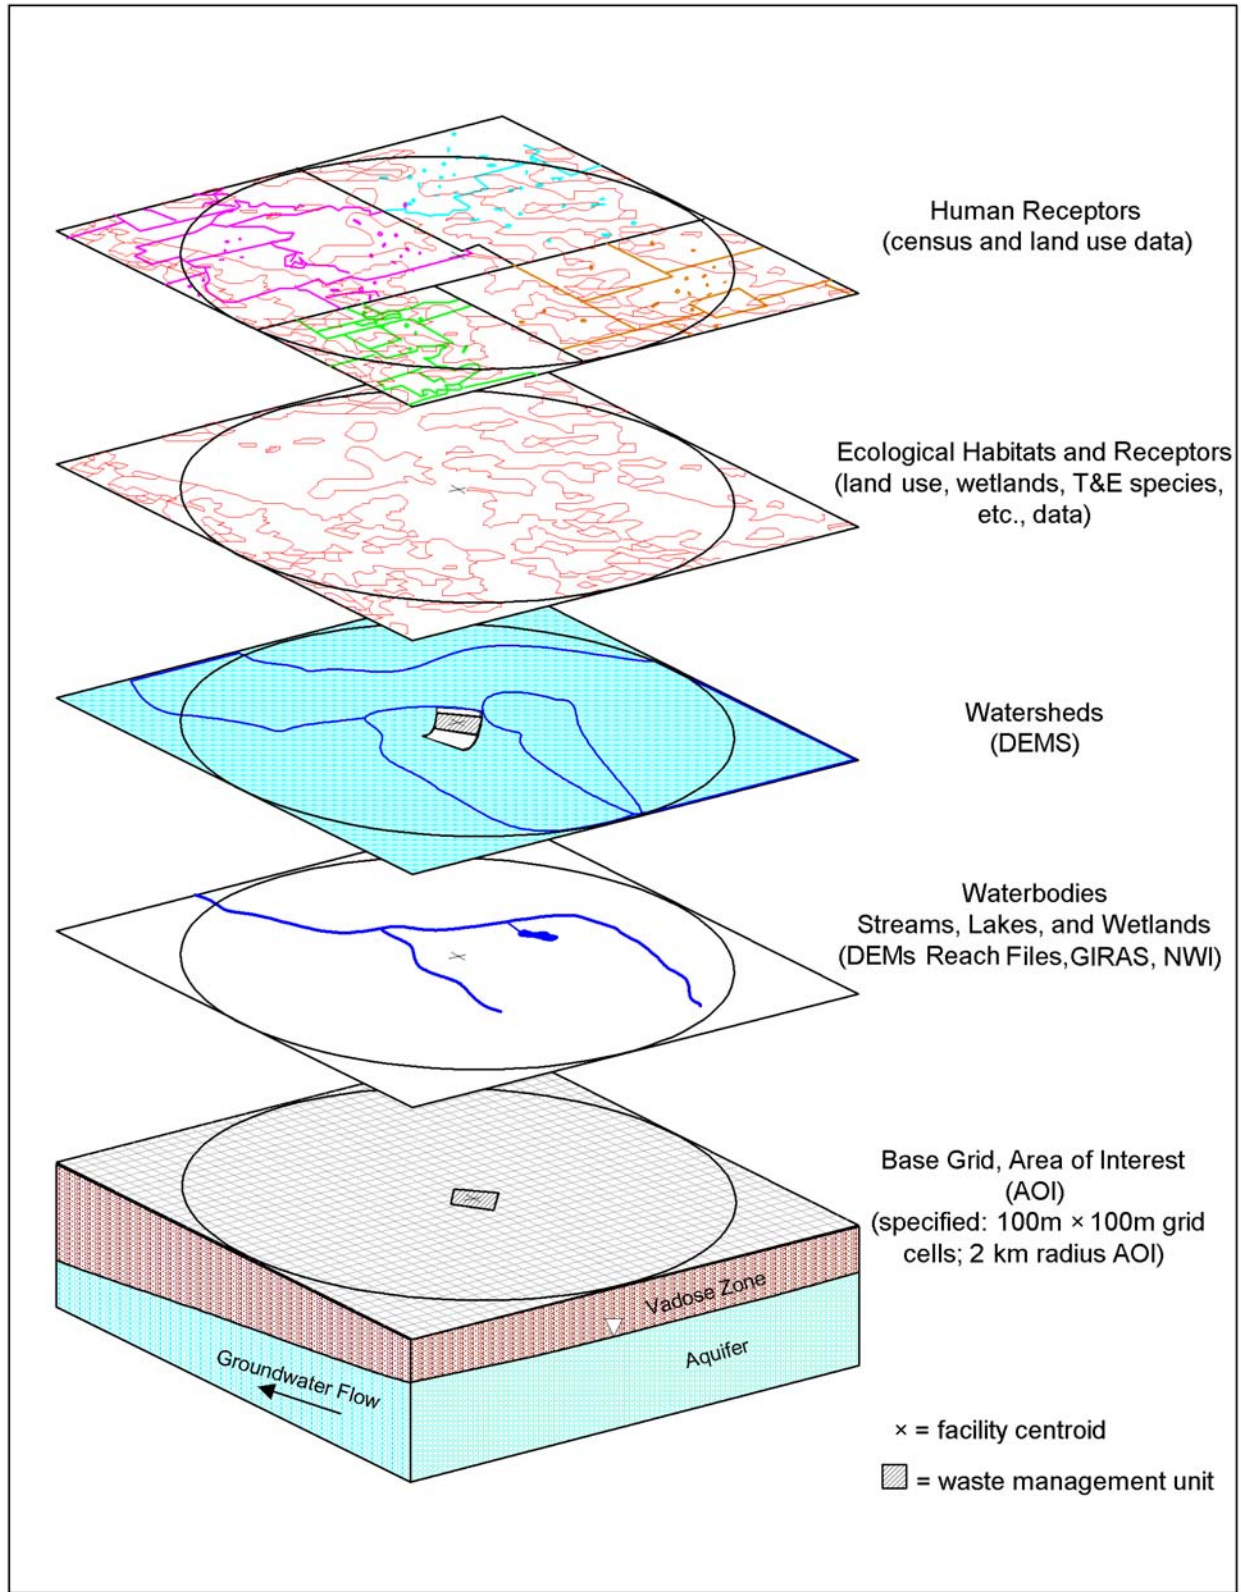 Human Receptors
(census and land use data)
Ecological Habitats and Receptors
(land use, wetlands, T&E species,
etc., data)
Watersheds
(DEMS)
Waterbodies
Streams, Lakes, and Wetlands
(DEMs Reach Files,GIRAS, NWI)
Base Grid, Area of Interest
(AOI)
(specified: 100m × 100m grid
cells; 2 km radius AOI)
Vadose Zone
Aquifer
Groundwater Flow
× = facility centroid
= waste management unit